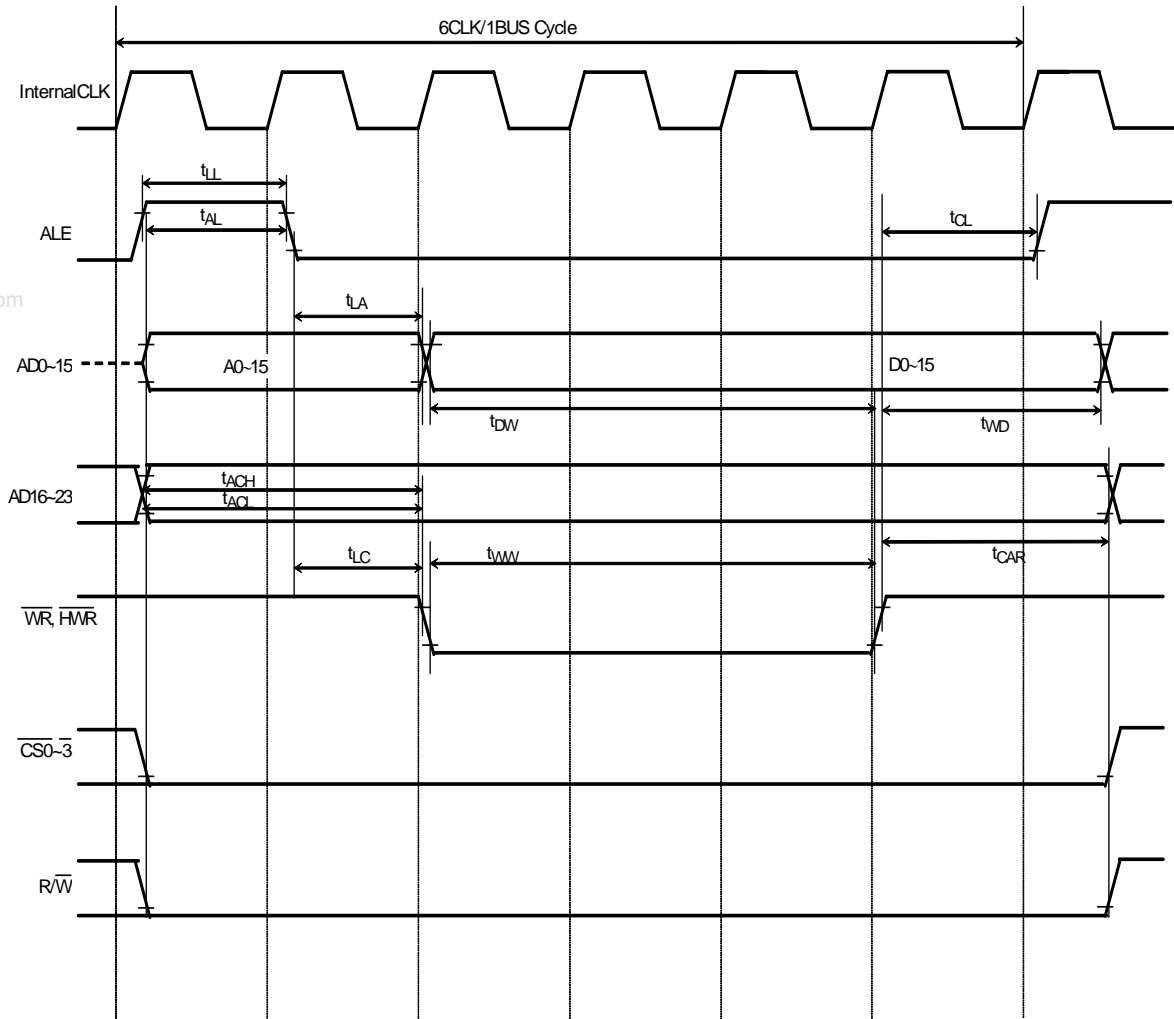 6CLK/1BUS Cycle
InternalCLK
tLL
tAL
ALE
tCL
om
tLA
AD0~15
A0~15
D0~15
tDW
tWD
AD16~23
tACH
tACL
tLC
tWW
tCAR
WR, HWR
CS0~3
R/W